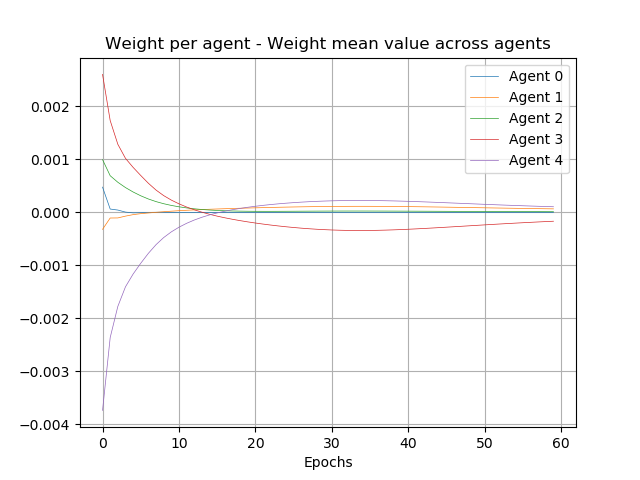 Weight per agent - Weight mean value across agents
Agent 0
Agent 1
Agent 2
Agent 3
Agent 4
0.002
0.001
0.000
-0.001
-0.002
-0.003
-0.004
0 10 20 30 40 50 60
Epochs